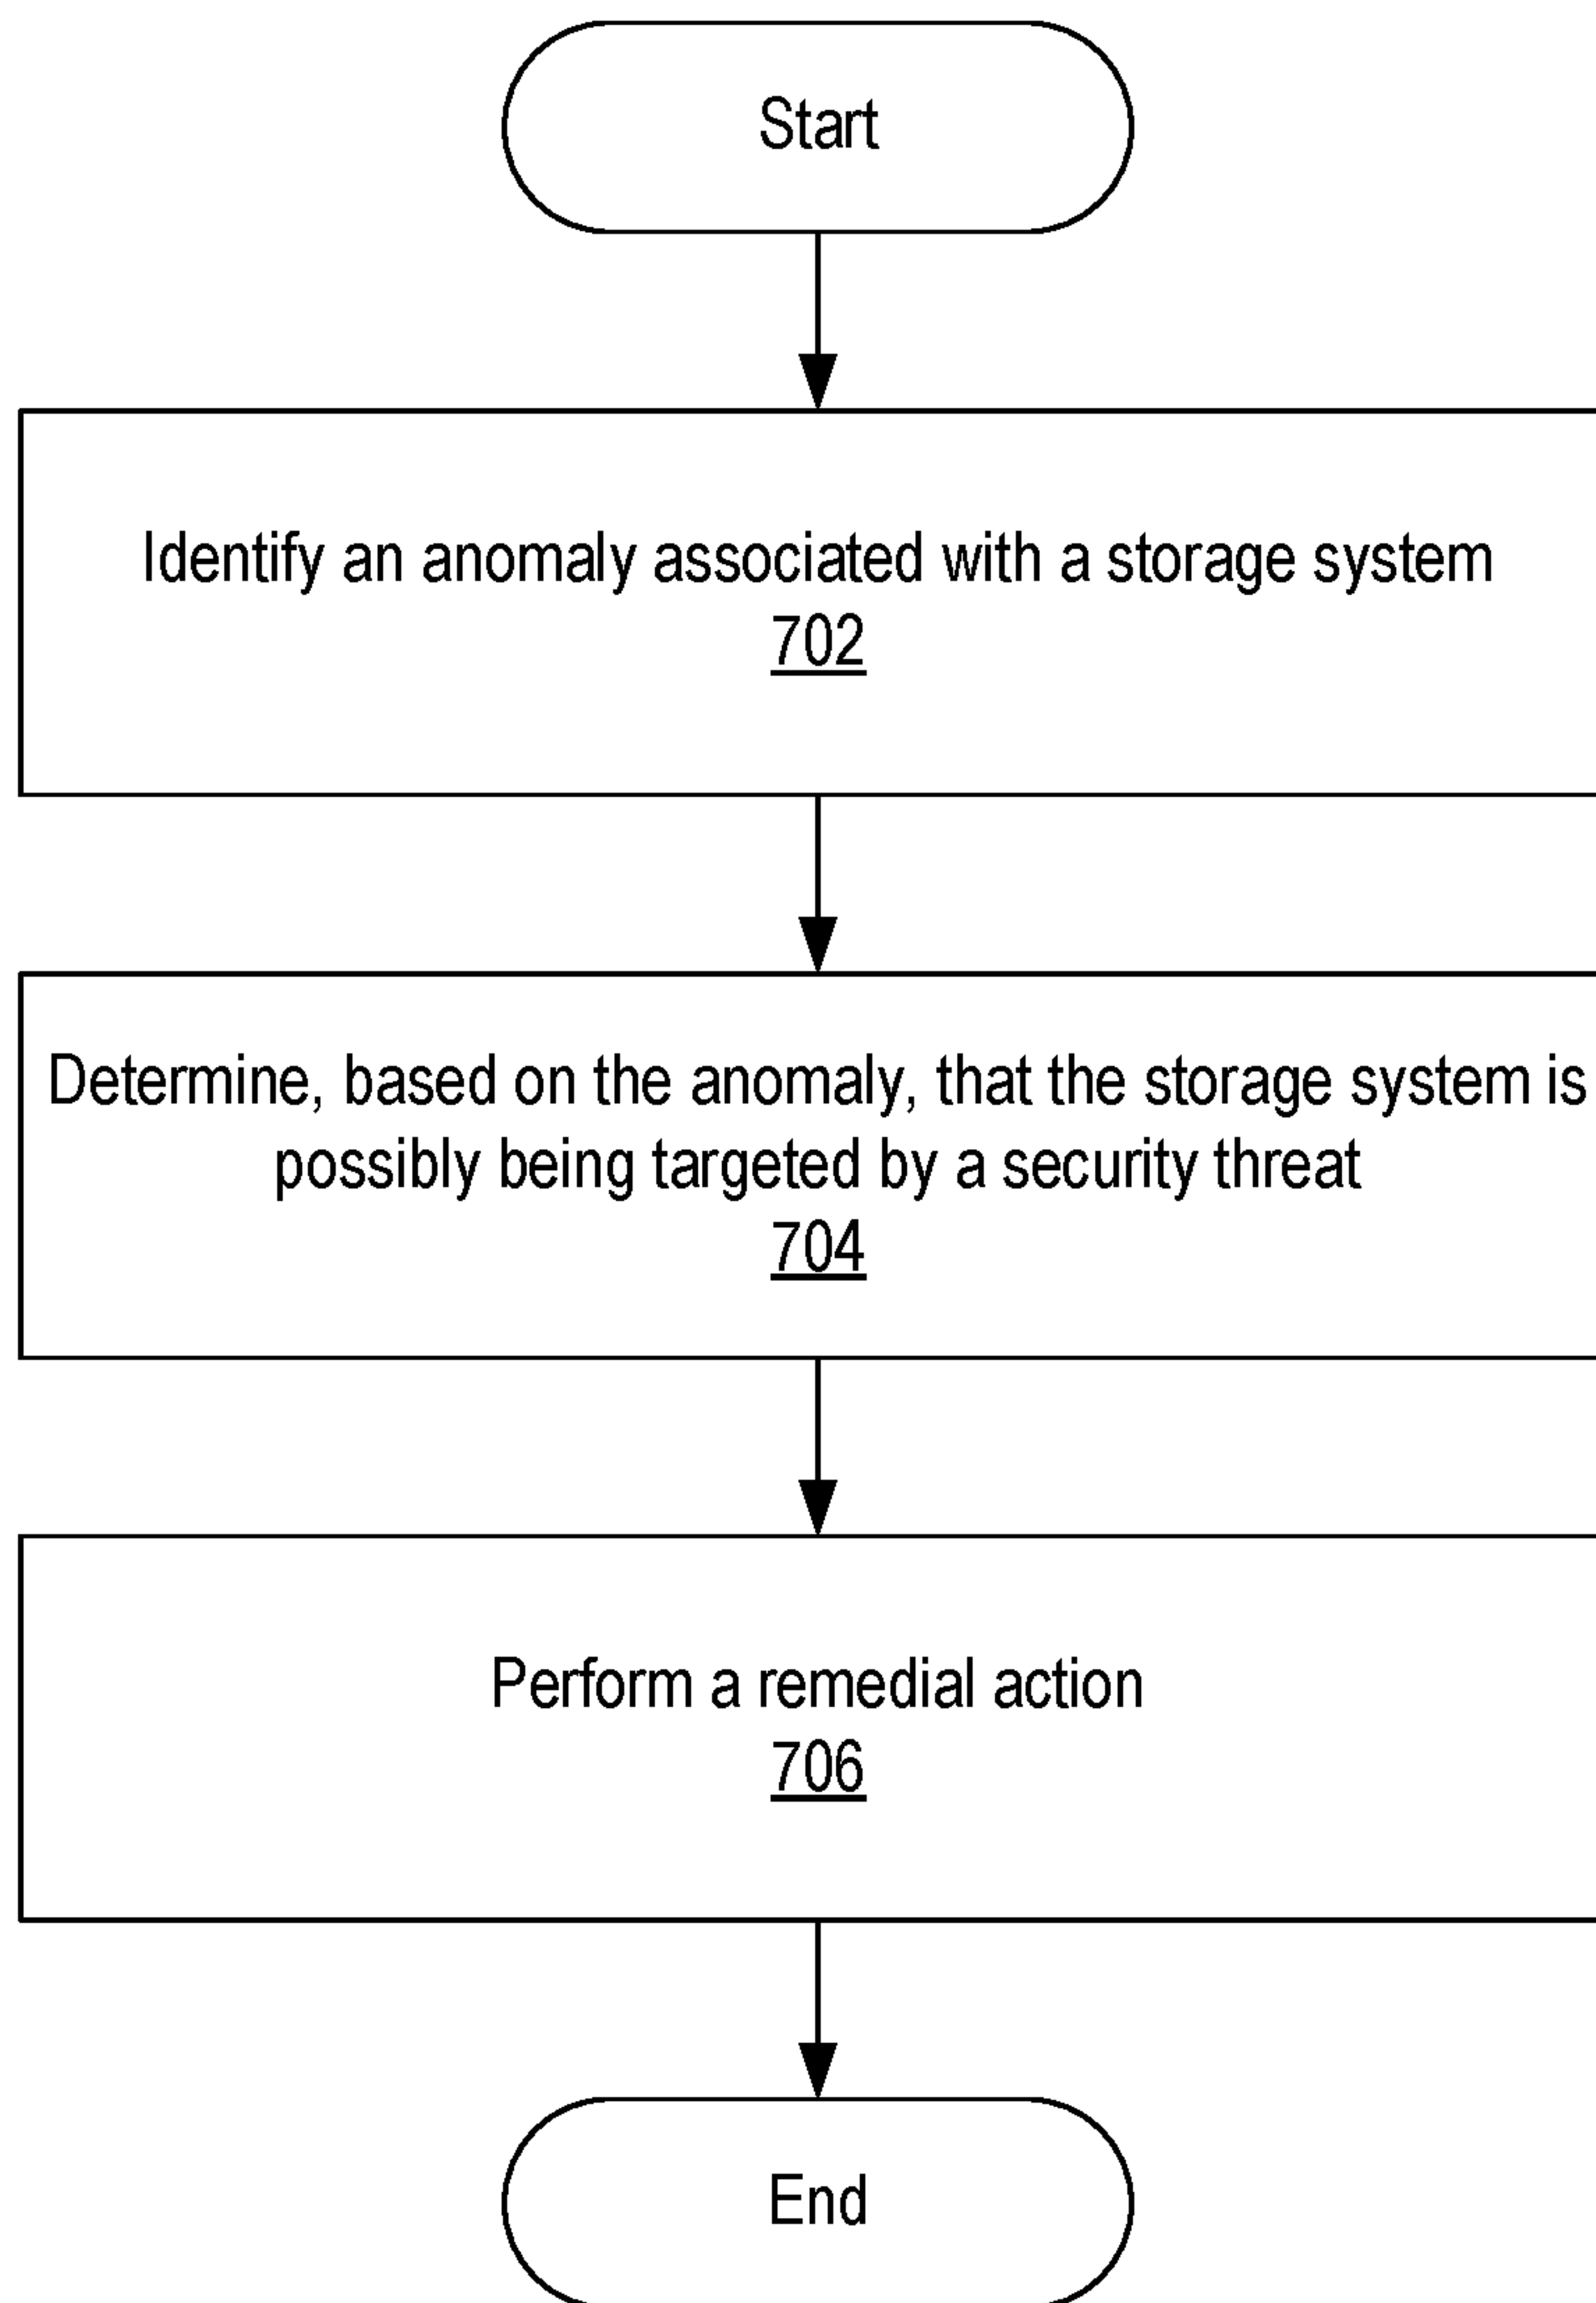 Start
Identify an anomaly associated with a storage system
702
Determine, based on the anomaly, that the storage system is
possibly being targeted by a security threat
704
Perform a remedial action
706
End